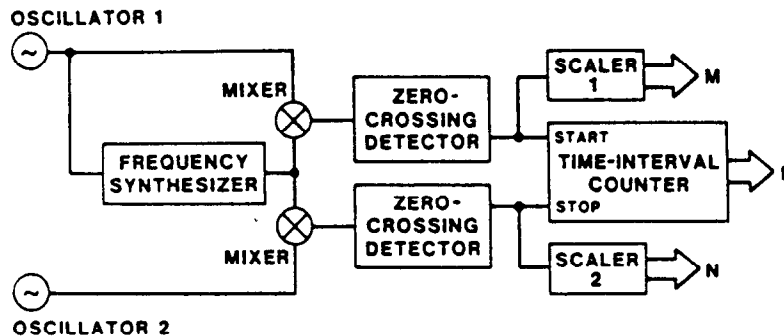 OSCILLATOR 1
MIXER
ZERO-
CROSSING
DETECTOR
SCALER
1
M
FREQUENCY
SYNTHESIZER
START
TIME-INTERVAL
COUNTER
STOP
MIXER
ZERO-
CROSSING
DETECTOR
SCALER
2
N
OSCILLATOR 2